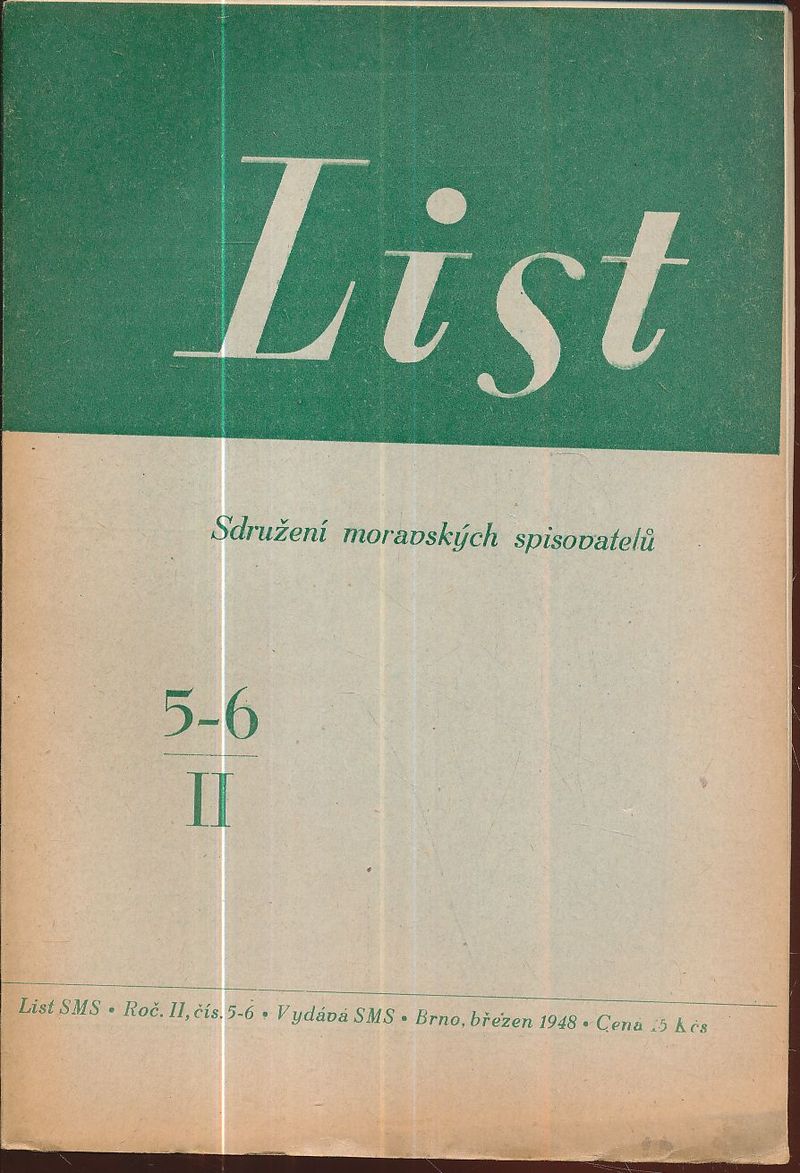 List
Sdružení moravských spisovatelů
5-6
II
List SMS • Roč. II, čís. 5-6 • Vydává SMS • Brno, březen 1948 • Cena Kčs